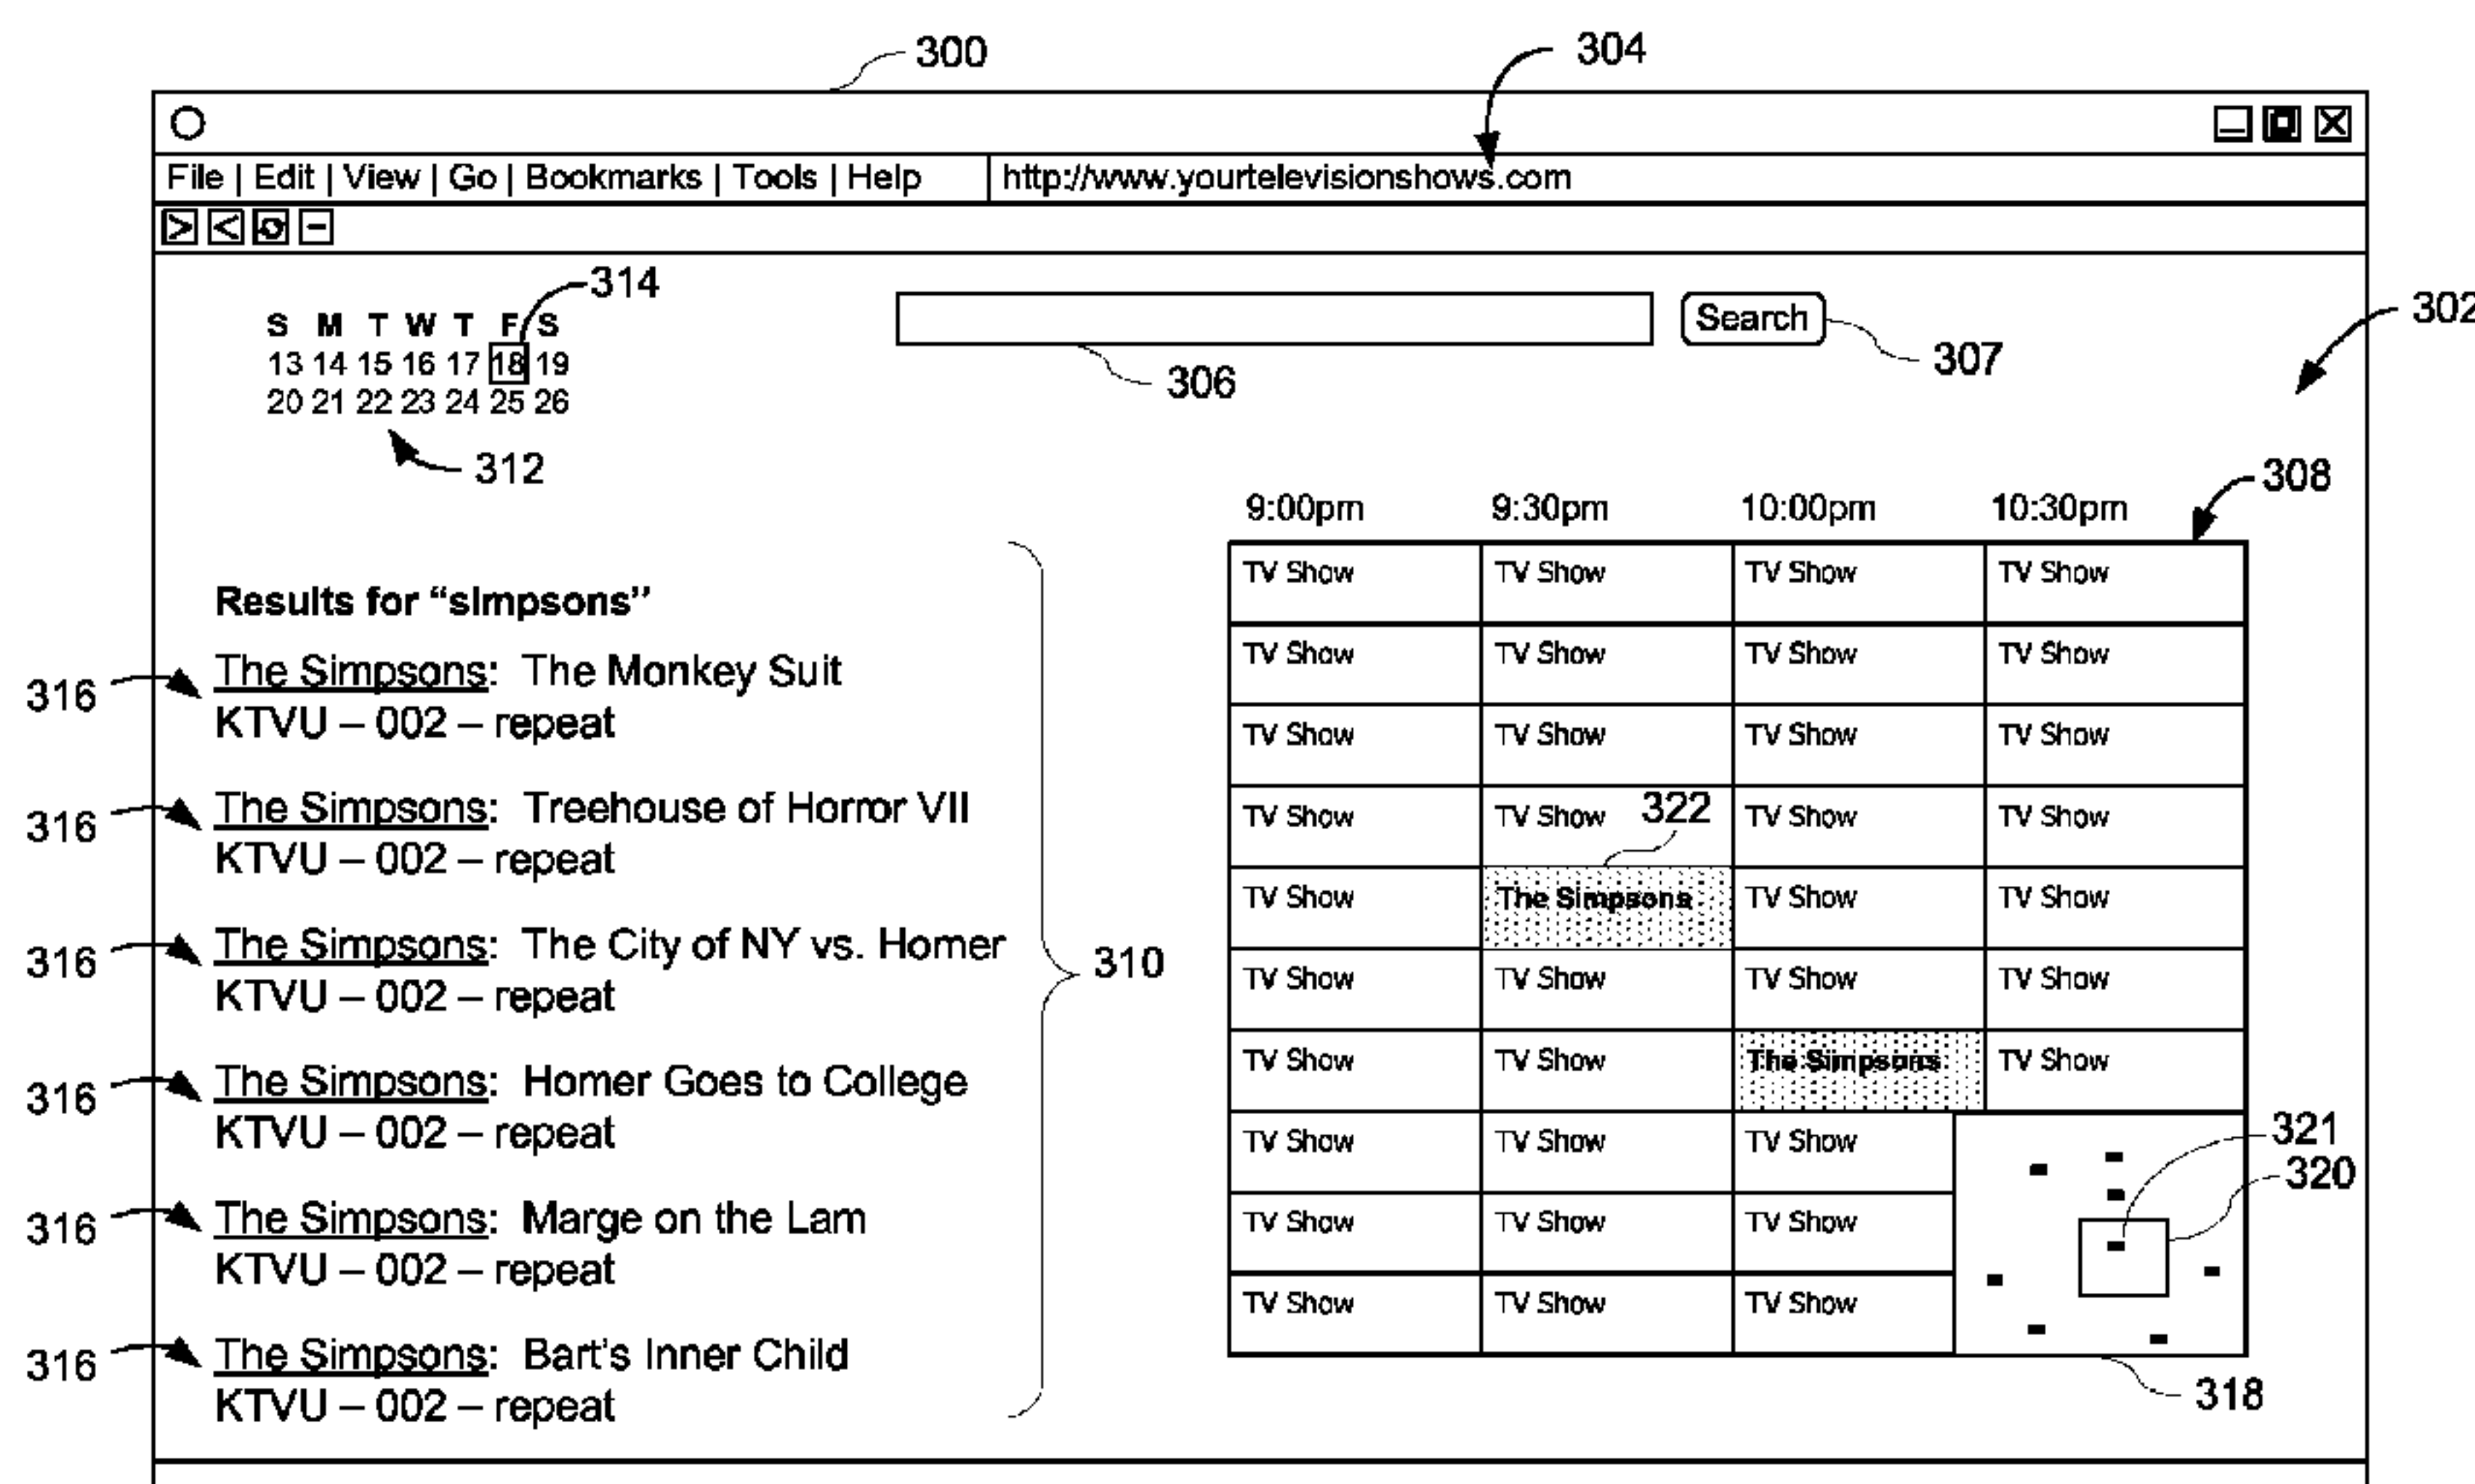 300
304
File | Edit | View | Go | Bookmarks | Tools | Help
http://www.yourtelevisionshows.com
> < -
314
S M T W T F S
13 14 15 16 17 18 19
20 21 22 23 24 25 26
312
Search
306
307
302
308
9:00pm 9:30pm 10:00pm 10:30pm
Results for “simpsons”
316 The Simpsons: The Monkey Suit
KTVU – 002 – repeat
316 The Simpsons: Treehouse of Horror VII
KTVU – 002 – repeat
316 The Simpsons: The City of NY vs. Homer
KTVU – 002 – repeat
316 The Simpsons: Homer Goes to College
KTVU – 002 – repeat
316 The Simpsons: Marge on the Lam
KTVU – 002 – repeat
316 The Simpsons: Bart's Inner Child
KTVU – 002 – repeat
310
TV Show TV Show TV Show TV Show
TV Show TV Show TV Show TV Show
TV Show TV Show TV Show TV Show
TV Show TV Show 322 TV Show TV Show
TV Show The Simpsons TV Show TV Show
TV Show TV Show TV Show TV Show
TV Show TV Show The Simpsons TV Show
TV Show TV Show TV Show
TV Show TV Show TV Show
TV Show TV Show TV Show
321
320
318